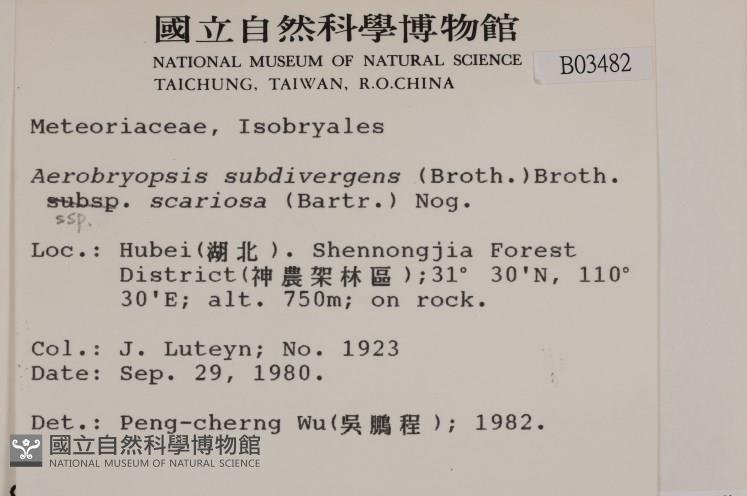 國立自然科學博物館
NATIONAL MUSEUM OF NATURAL SCIENCE
TAICHUNG, TAIWAN, R.O.CHINA
B03482
Meteoriaceae, Isobryales
Aerobryopsis subdivergens (Broth.)Broth.
subsp. scariosa (Bartr.) Nog.
ssp.
Loc.: Hubei(湖北). Shennongjia Forest
District(神農架林區);31° 30'N, 110°
30'E; alt. 750m; on rock.
Col.: J. Luteyn; No. 1923
Date: Sep. 29, 1980.
Det.: Peng-cherng Wu(吳鵬程); 1982.
國立自然科學博物館
NATIONAL MUSEUM OF NATURAL SCIENCE